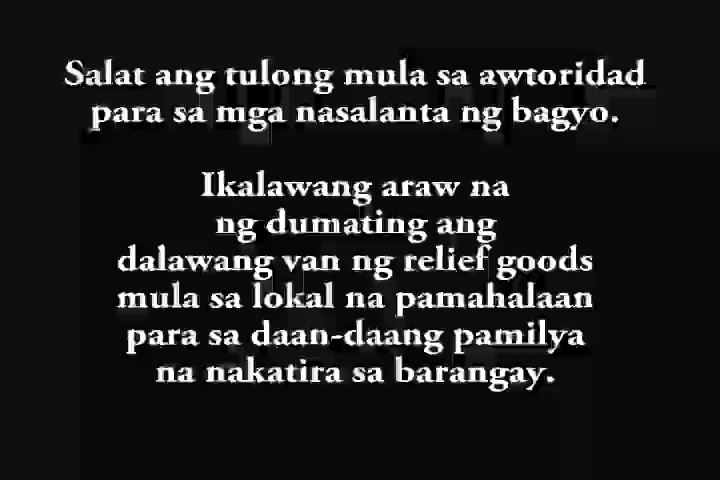 Salat ang tulong mula sa awtoridad
para sa mga nasalanta ng bagyo.
Ikalawang araw na
ng dumating ang
dalawang van ng relief goods
mula sa lokal na pamahalaan
para sa daan-daang pamilya
na nakatira sa barangay.